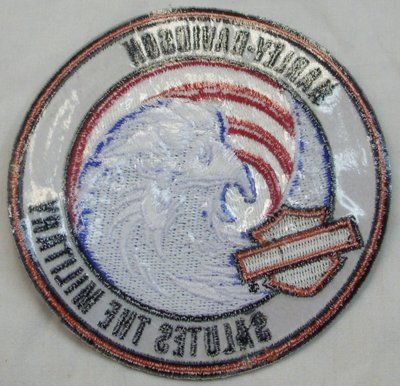 HARLEY-DAVIDSON
SALUTES THE MILITARY